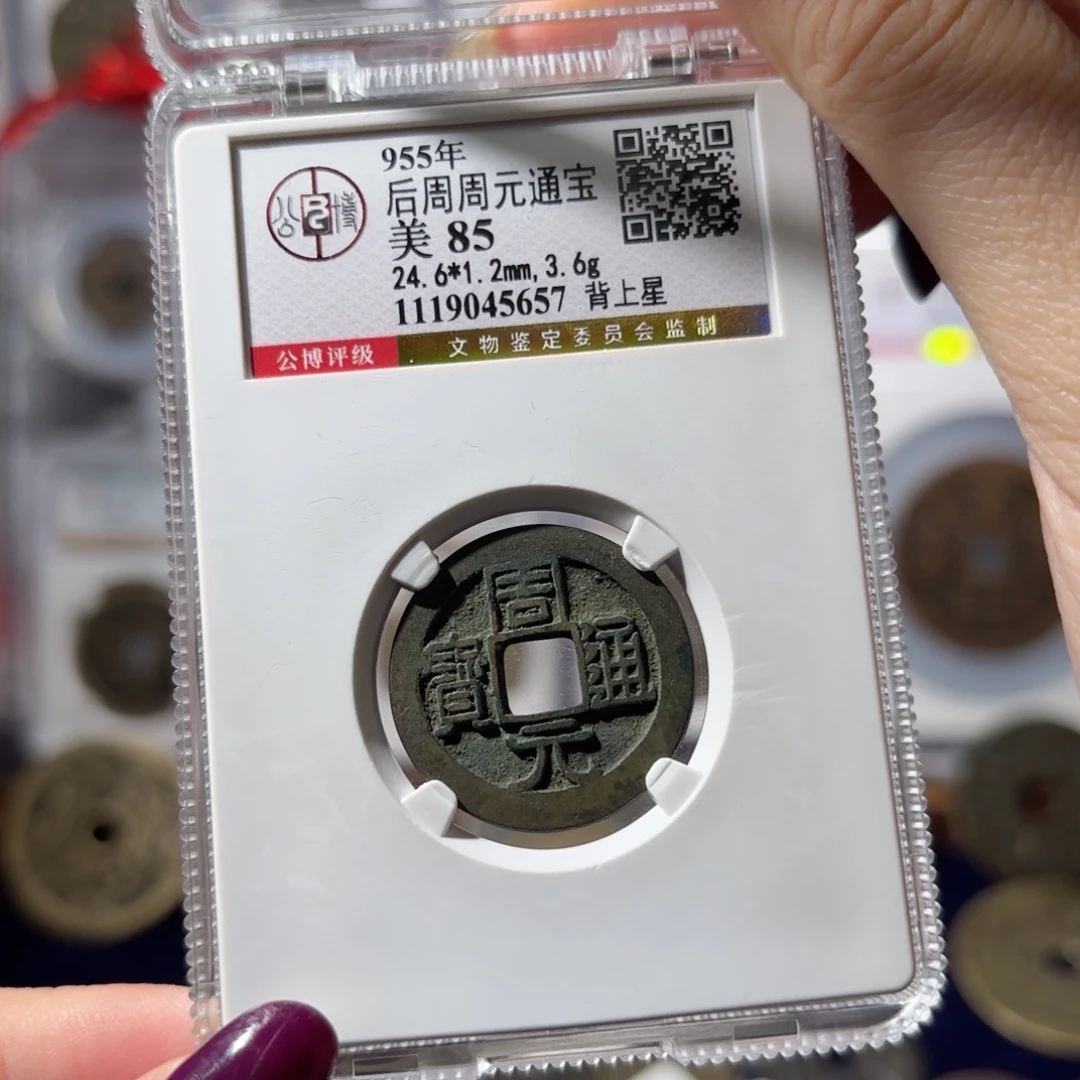 955年
后周周元通宝
美 85
24.6*1.2mm, 3.6g
1119045657 背上星
公博评级
文物鉴定委员会监制
公博
周元通寶